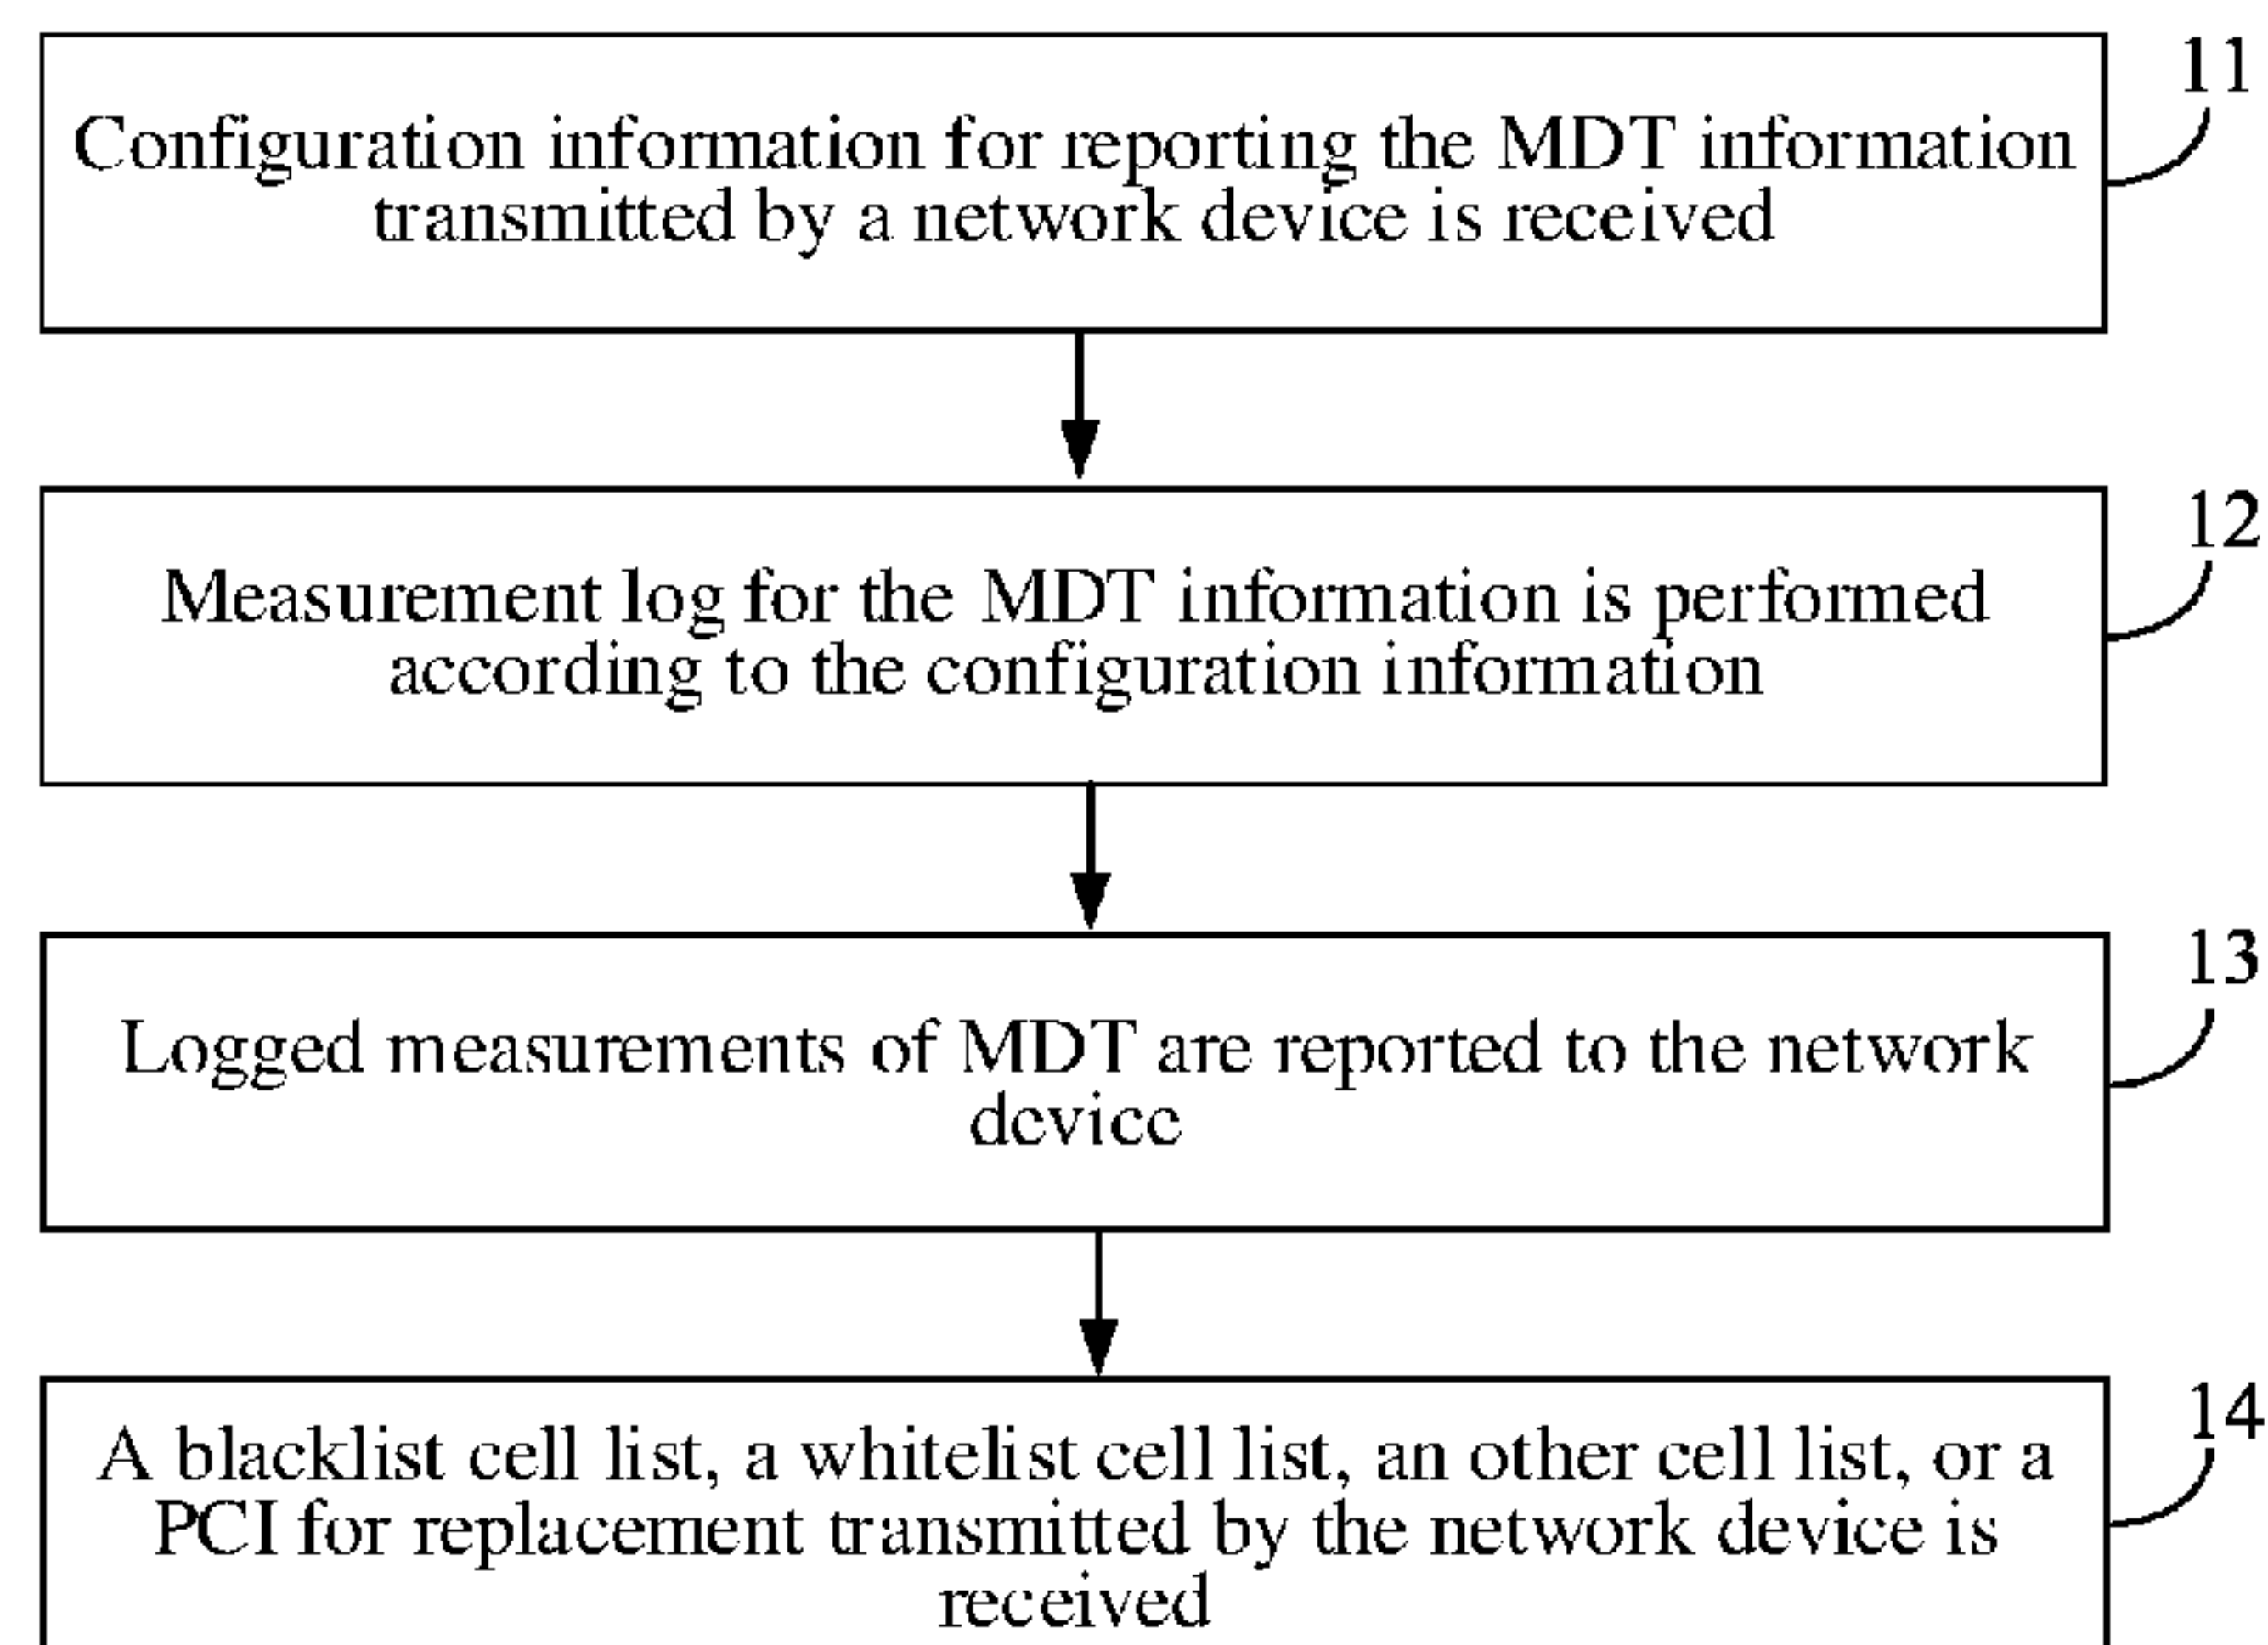 11
Configuration information for reporting the MDT information
transmitted by a network device is received
12
Measurement log for the MDT information is performed
according to the configuration information
13
Logged measurements of MDT are reported to the network
device
14
A blacklist cell list, a whitelist cell list, an other cell list, or a
PCI for replacement transmitted by the network device is
received